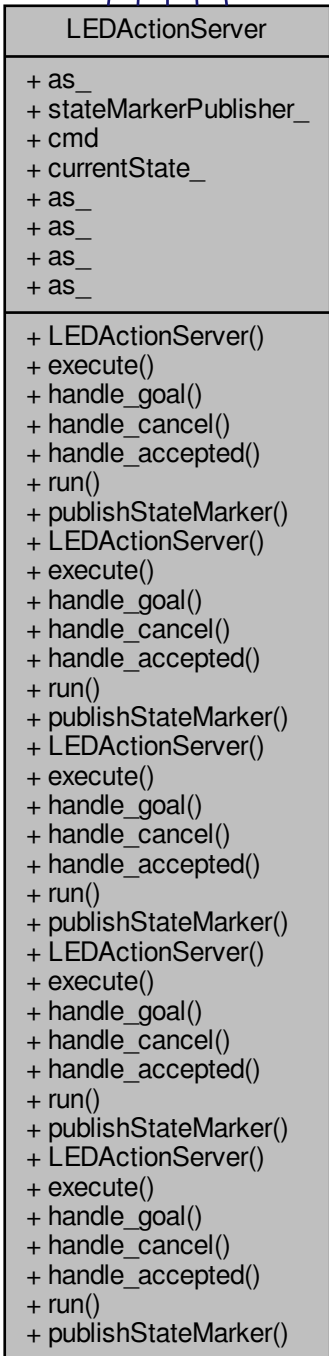 LEDActionServer
+ as_
+ stateMarkerPublisher_
+ cmd
+ currentState_
+ as_
+ as_
+ as_
+ as_
+ LEDActionServer()
+ execute()
+ handle_goal()
+ handle_cancel()
+ handle_accepted()
+ run()
+ publishStateMarker()
+ LEDActionServer()
+ execute()
+ handle_goal()
+ handle_cancel()
+ handle_accepted()
+ run()
+ publishStateMarker()
+ LEDActionServer()
+ execute()
+ handle_goal()
+ handle_cancel()
+ handle_accepted()
+ run()
+ publishStateMarker()
+ LEDActionServer()
+ execute()
+ handle_goal()
+ handle_cancel()
+ handle_accepted()
+ run()
+ publishStateMarker()
+ LEDActionServer()
+ execute()
+ handle_goal()
+ handle_cancel()
+ handle_accepted()
+ run()
+ publishStateMarker()